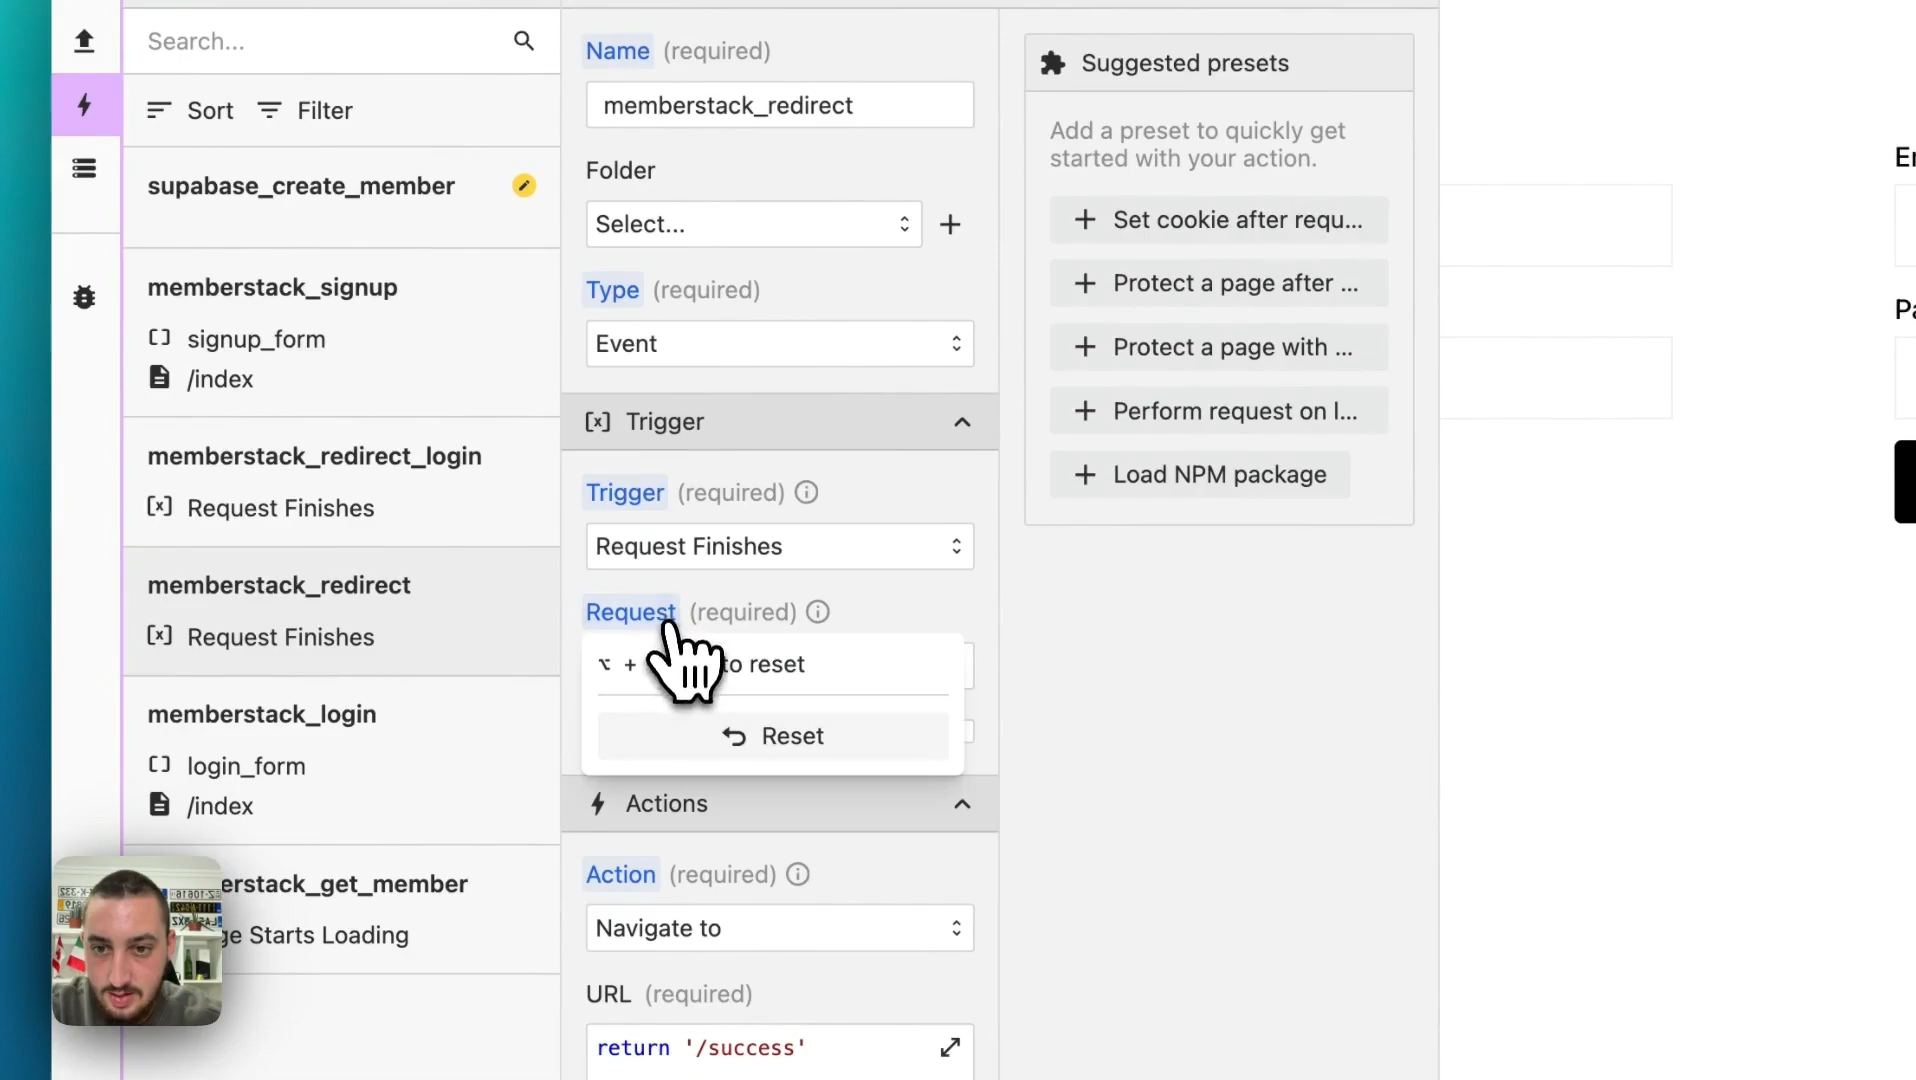 Search...
Sort
Filter
supabase_create_member
memberstack_signup
signup_form
/index
memberstack_redirect_login
Request Finishes
memberstack_redirect
Request Finishes
memberstack_login
login_form
/index
erstack_get_member
ge Starts Loading
Name (required)
memberstack_redirect
Folder
Select...
Type (required)
Event
Trigger
Trigger (required)
Request Finishes
Request (required)
⌥ + to reset
Reset
Actions
Action (required)
Navigate to
URL (required)
return '/success'
Suggested presets
Add a preset to quickly get
started with your action.
Set cookie after requ...
Protect a page after ...
Protect a page with ...
Perform request on l...
Load NPM package